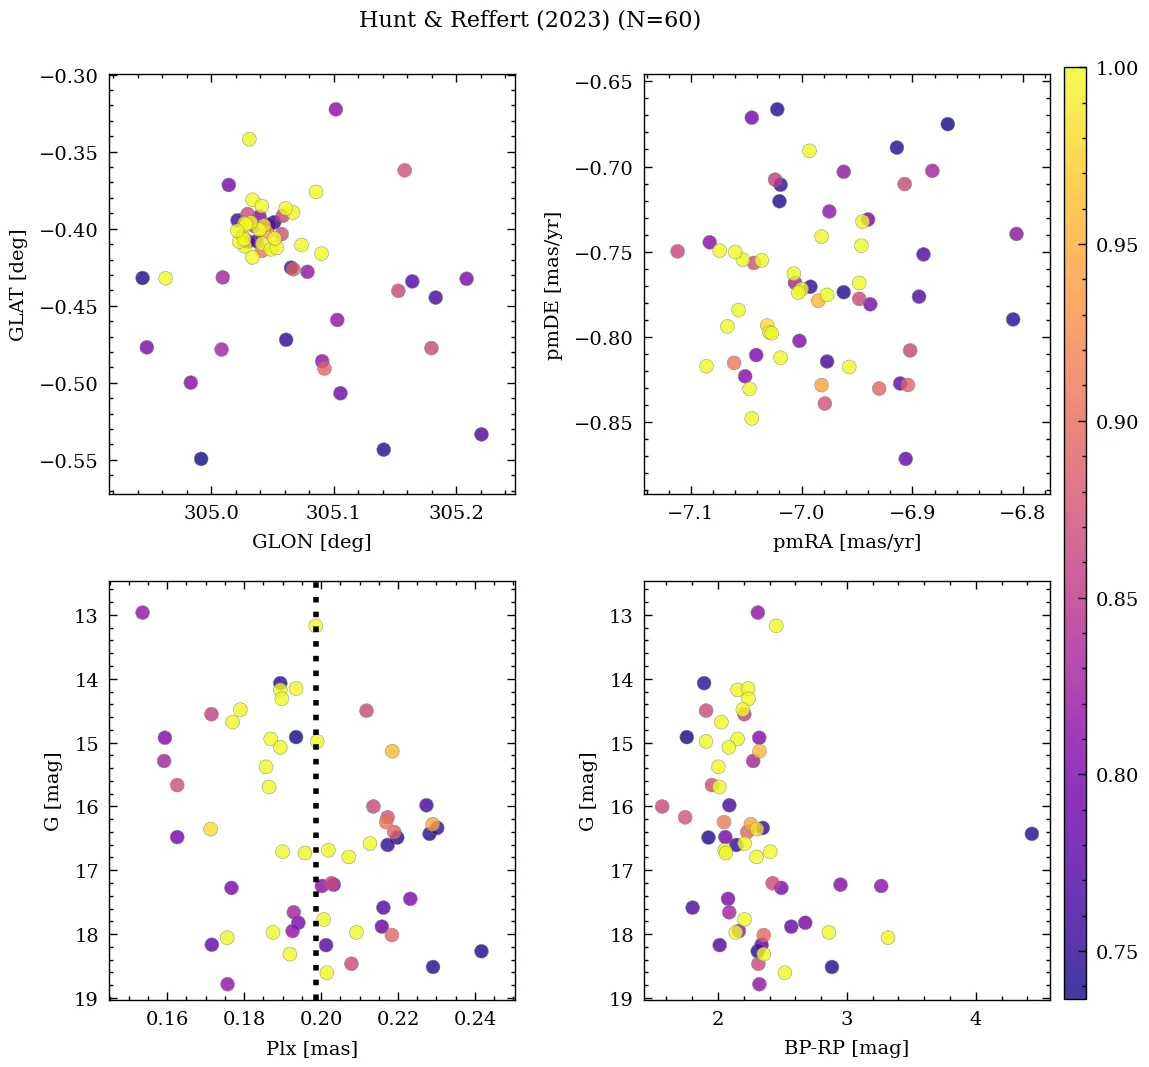 Hunt & Reffert (2023) (N=60)
−0.30
−0.35
−0.40
−0.45
−0.50
−0.55
GLAT [deg]
305.0 305.1 305.2
GLON [deg]
−0.65
−0.70
−0.75
−0.80
−0.85
pmDE [mas/yr]
−7.1 −7.0 −6.9 −6.8
pmRA [mas/yr]
13
14
15
16
17
18
19
G [mag]
0.16 0.18 0.20 0.22 0.24
Plx [mas]
13
14
15
16
17
18
19
G [mag]
2 3 4
BP-RP [mag]
1.00
0.95
0.90
0.85
0.80
0.75